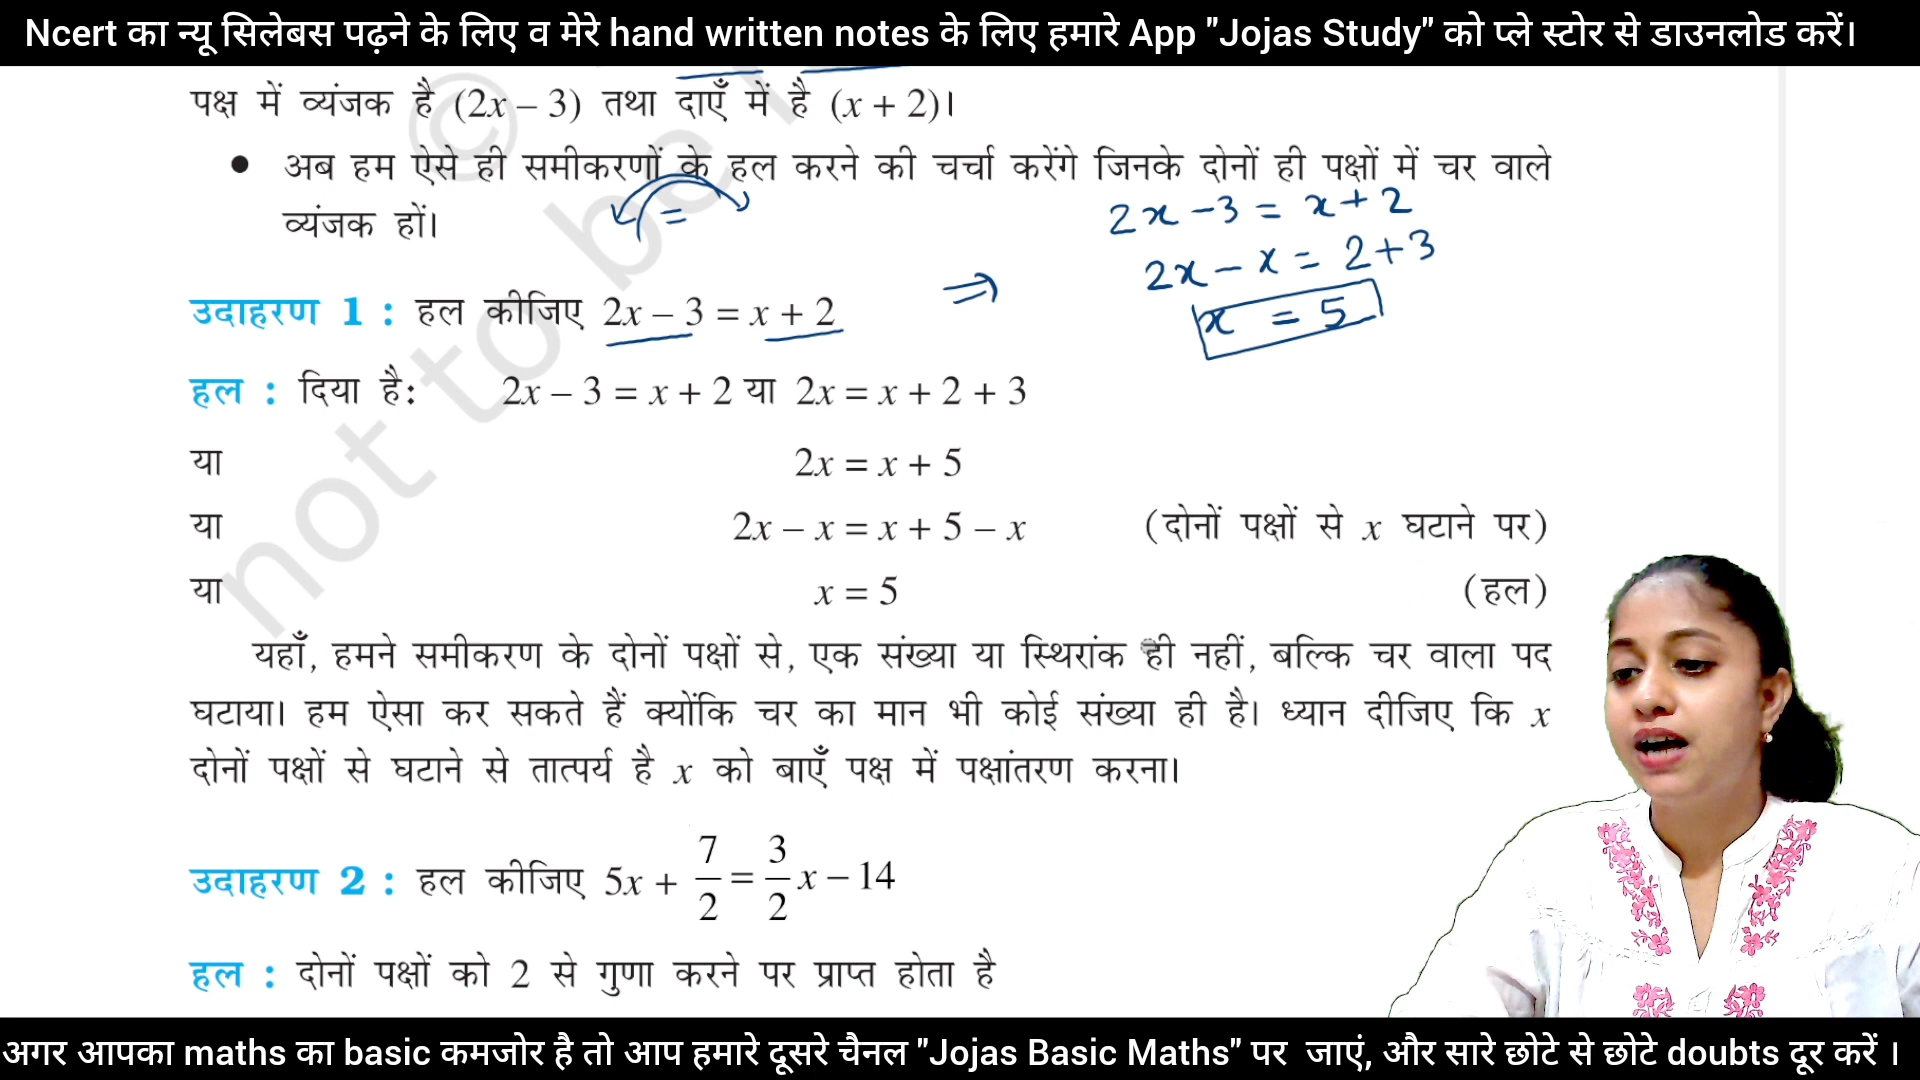 Ncert का न्यू सिलेबस पढ़ने के लिए व मेरे hand written notes के लिए हमारे App "Jojas Study" को प्ले स्टोर से डाउनलोड करें।
पक्ष में व्यंजक है (2x – 3) तथा दाएँ में है (x + 2)।
● अब हम ऐसे ही समीकरणों के हल करने की चर्चा करेंगे जिनके दोनों ही पक्षों में चर वाले
व्यंजक हों।
=
2x - 3 = x + 2
2x - x = 2 + 3
x = 5
उदाहरण 1 : हल कीजिए 2x – 3 = x + 2
⇒
हल : दिया है: 2x – 3 = x + 2 या 2x = x + 2 + 3
या 2x = x + 5
या 2x – x = x + 5 – x (दोनों पक्षों से x घटाने पर)
या x = 5 (हल)
यहाँ, हमने समीकरण के दोनों पक्षों से, एक संख्या या स्थिरांक ही नहीं, बल्कि चर वाला पद
घटाया। हम ऐसा कर सकते हैं क्योंकि चर का मान भी कोई संख्या ही है। ध्यान दीजिए कि x
दोनों पक्षों से घटाने से तात्पर्य है x को बाएँ पक्ष में पक्षांतरण करना।
उदाहरण 2 : हल कीजिए 5x + 7/2 = 3/2 x – 14
हल : दोनों पक्षों को 2 से गुणा करने पर प्राप्त होता है
अगर आपका maths का basic कमजोर है तो आप हमारे दूसरे चैनल "Jojas Basic Maths" पर जाएं, और सारे छोटे से छोटे doubts दूर करें ।
© not to be